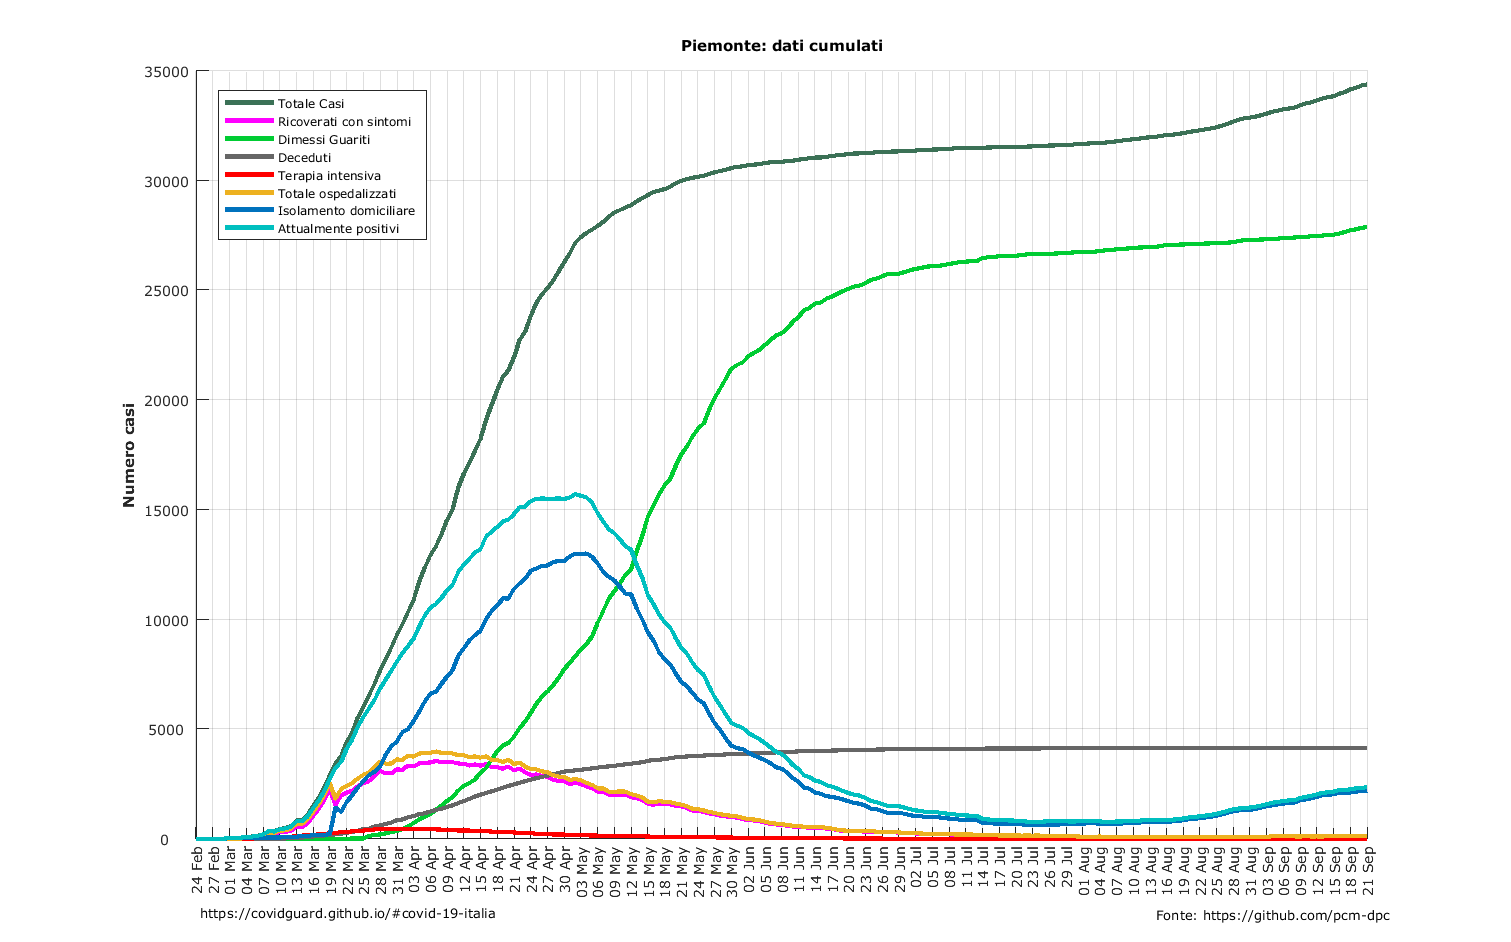 Piemonte: dati cumulati
35000
30000
25000
20000
15000
10000
5000
0
Numero casi
Totale Casi
Ricoverati con sintomi
Dimessi Guariti
Deceduti
Terapia intensiva
Totale ospedalizzati
Isolamento domiciliare
Attualmente positivi
24 Feb
27 Feb
01 Mar
04 Mar
07 Mar
10 Mar
13 Mar
16 Mar
19 Mar
22 Mar
25 Mar
28 Mar
31 Mar
03 Apr
06 Apr
09 Apr
12 Apr
15 Apr
18 Apr
21 Apr
24 Apr
27 Apr
30 Apr
03 May
06 May
09 May
12 May
15 May
18 May
21 May
24 May
27 May
30 May
02 Jun
05 Jun
08 Jun
11 Jun
14 Jun
17 Jun
20 Jun
23 Jun
26 Jun
29 Jun
02 Jul
05 Jul
08 Jul
11 Jul
14 Jul
17 Jul
20 Jul
23 Jul
26 Jul
29 Jul
01 Aug
04 Aug
07 Aug
10 Aug
13 Aug
16 Aug
19 Aug
22 Aug
25 Aug
28 Aug
31 Aug
03 Sep
06 Sep
09 Sep
12 Sep
15 Sep
18 Sep
21 Sep
https://covidguard.github.io/#covid-19-italia
Fonte: https://github.com/pcm-dpc